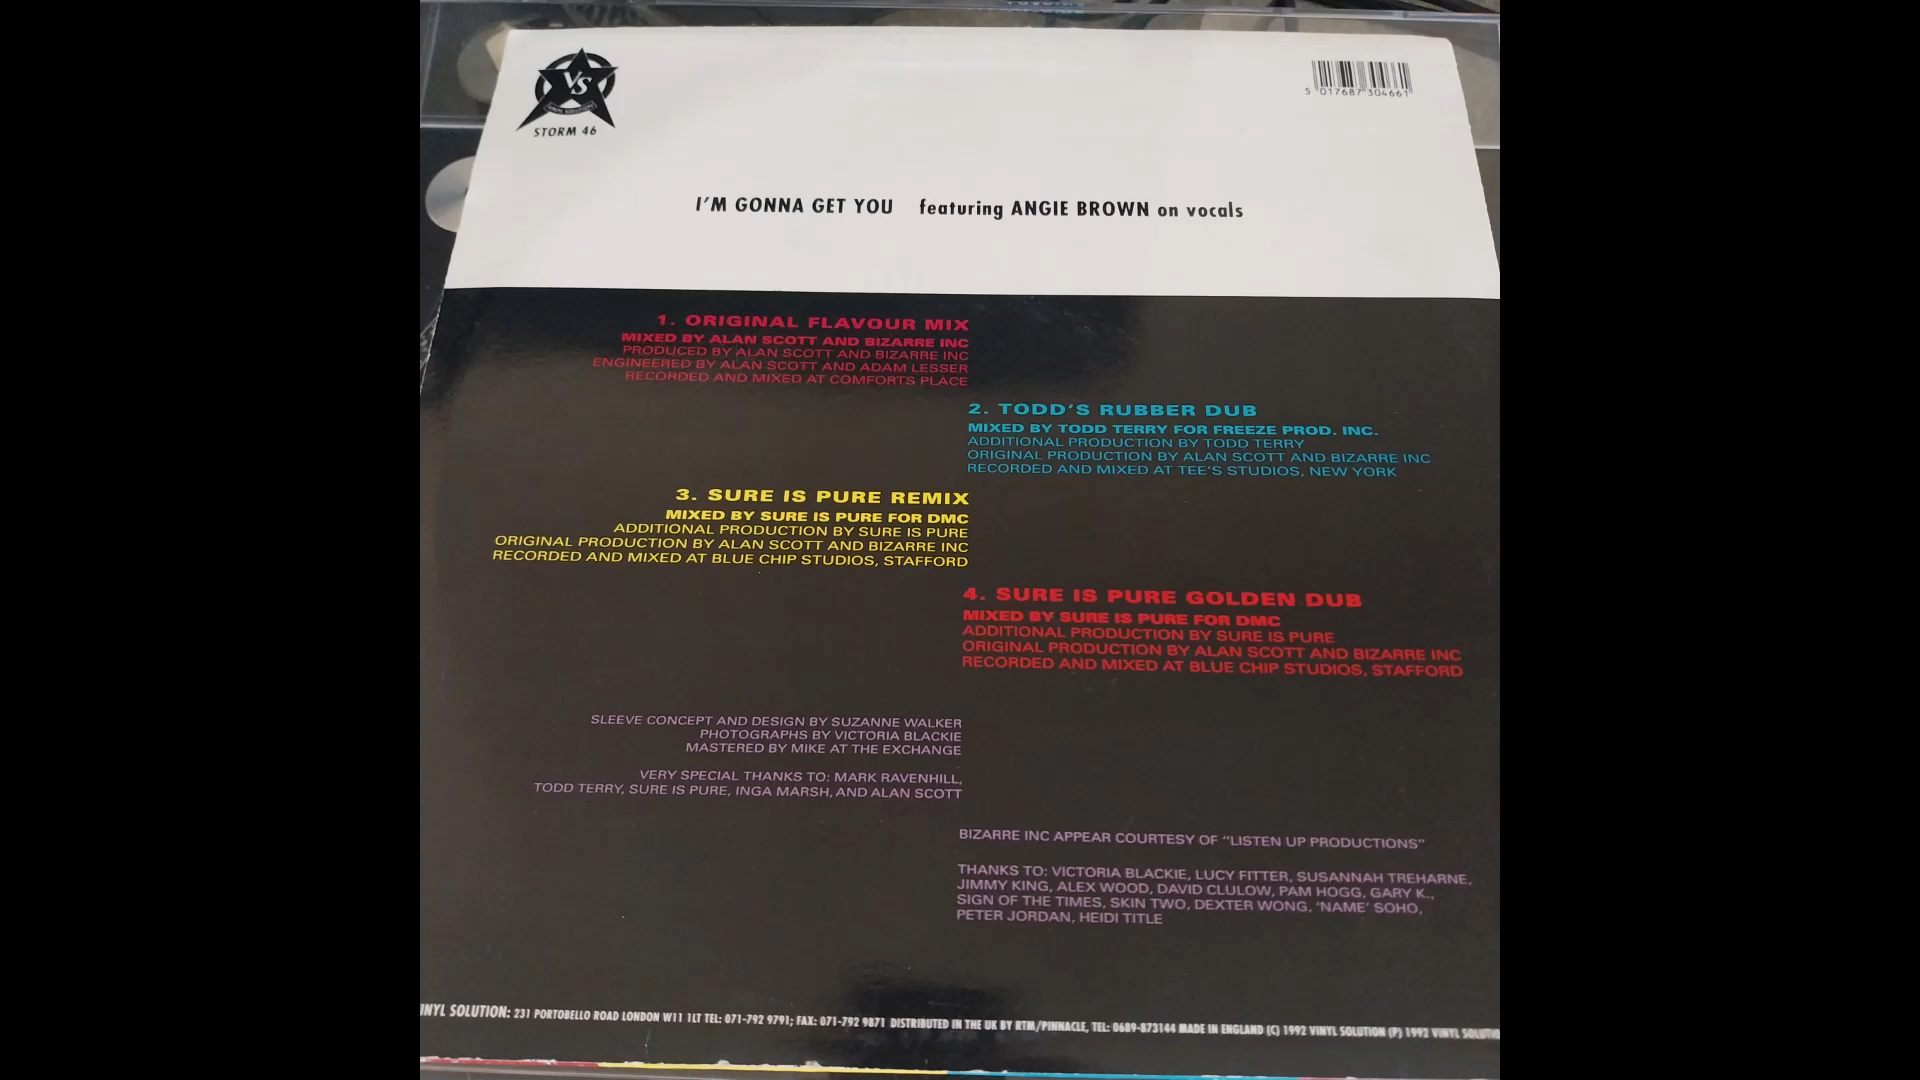 VS
STORM 46
5 017687 304661
I'M GONNA GET YOU featuring ANGIE BROWN on vocals
1. ORIGINAL FLAVOUR MIX
MIXED BY ALAN SCOTT AND BIZARRE INC
PRODUCED BY ALAN SCOTT AND BIZARRE INC
ENGINEERED BY ALAN SCOTT AND ADAM LESSER
RECORDED AND MIXED AT COMFORTS PLACE
2. TODD'S RUBBER DUB
MIXED BY TODD TERRY FOR FREEZE PROD. INC.
ADDITIONAL PRODUCTION BY TODD TERRY
ORIGINAL PRODUCTION BY ALAN SCOTT AND BIZARRE INC
RECORDED AND MIXED AT TEE'S STUDIOS, NEW YORK
3. SURE IS PURE REMIX
MIXED BY SURE IS PURE FOR DMC
ADDITIONAL PRODUCTION BY SURE IS PURE
ORIGINAL PRODUCTION BY ALAN SCOTT AND BIZARRE INC
RECORDED AND MIXED AT BLUE CHIP STUDIOS, STAFFORD
4. SURE IS PURE GOLDEN DUB
MIXED BY SURE IS PURE FOR DMC
ADDITIONAL PRODUCTION BY SURE IS PURE
ORIGINAL PRODUCTION BY ALAN SCOTT AND BIZARRE INC
RECORDED AND MIXED AT BLUE CHIP STUDIOS, STAFFORD
SLEEVE CONCEPT AND DESIGN BY SUZANNE WALKER
PHOTOGRAPHS BY VICTORIA BLACKIE
MASTERED BY MIKE AT THE EXCHANGE
VERY SPECIAL THANKS TO: MARK RAVENHILL,
TODD TERRY, SURE IS PURE, INGA MARSH, AND ALAN SCOTT
BIZARRE INC APPEAR COURTESY OF "LISTEN UP PRODUCTIONS"
THANKS TO: VICTORIA BLACKIE, LUCY FITTER, SUSANNAH TREHARNE,
JIMMY KING, ALEX WOOD, DAVID CLULOW, PAM HOGG, GARY K.,
SIGN OF THE TIMES, SKIN TWO, DEXTER WONG, 'NAME' SOHO,
PETER JORDAN, HEIDI TITLE
INYL SOLUTION: 231 PORTOBELLO ROAD LONDON W11 1LT TEL: 071-792 9791; FAX: 071-792 9871 DISTRIBUTED IN THE UK BY RTM/PINNACLE, TEL: 0689-873144 MADE IN ENGLAND (C) 1992 VINYL SOLUTION (P) 1992 VINYL SOLUTIO